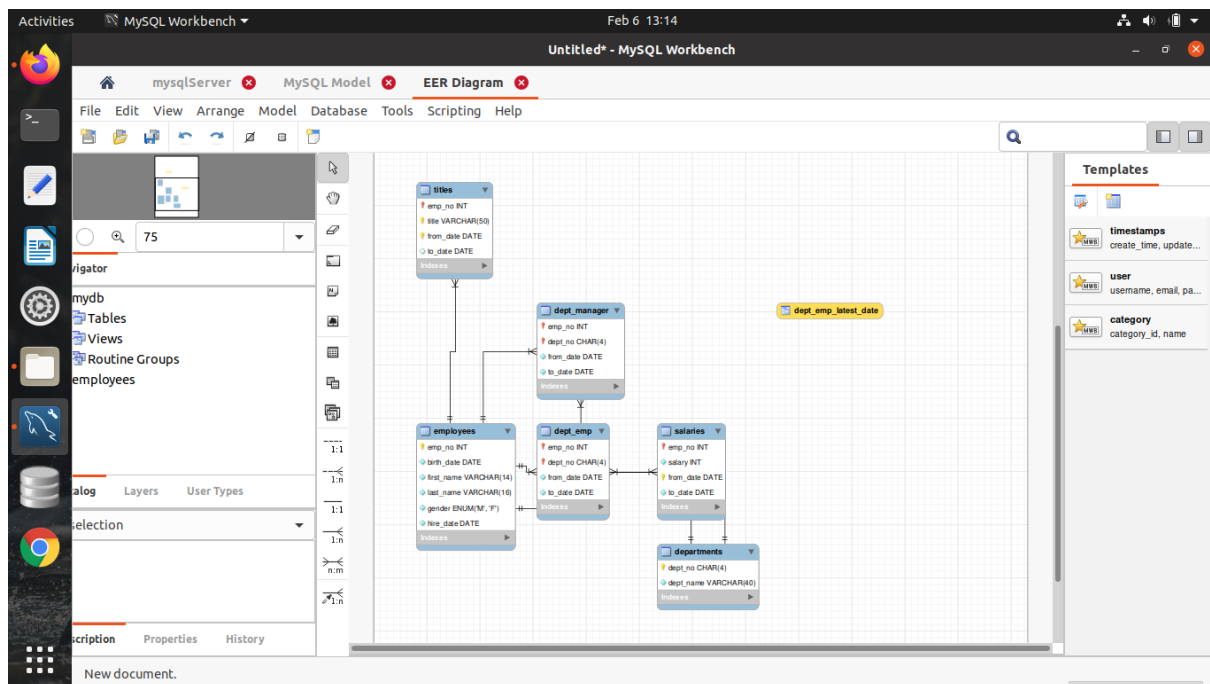 Activities MySQL Workbench Feb 6 13:14
Untitled* - MySQL Workbench
mysqlServer MySQL Model EER Diagram
File Edit View Arrange Model Database Tools Scripting Help
75
vigator
mydb
Tables
Views
Routine Groups
employees
alog Layers User Types
selection
scription Properties History
New document.
1:1
1:n
1:1
1:n
n:m
1:n
titles
emp_no INT
title VARCHAR(50)
from_date DATE
to_date DATE
Indexes
dept_manager
emp_no INT
dept_no CHAR(4)
from_date DATE
to_date DATE
Indexes
dept_emp_latest_date
employees
emp_no INT
birth_date DATE
first_name VARCHAR(14)
last_name VARCHAR(16)
gender ENUM('M', 'F')
hire_date DATE
Indexes
dept_emp
emp_no INT
dept_no CHAR(4)
from_date DATE
to_date DATE
Indexes
salaries
emp_no INT
salary INT
from_date DATE
to_date DATE
Indexes
departments
dept_no CHAR(4)
dept_name VARCHAR(40)
Indexes
Templates
timestamps
create_time, update...
MWB
user
username, email, pa...
MWB
category
category_id, name
MWB